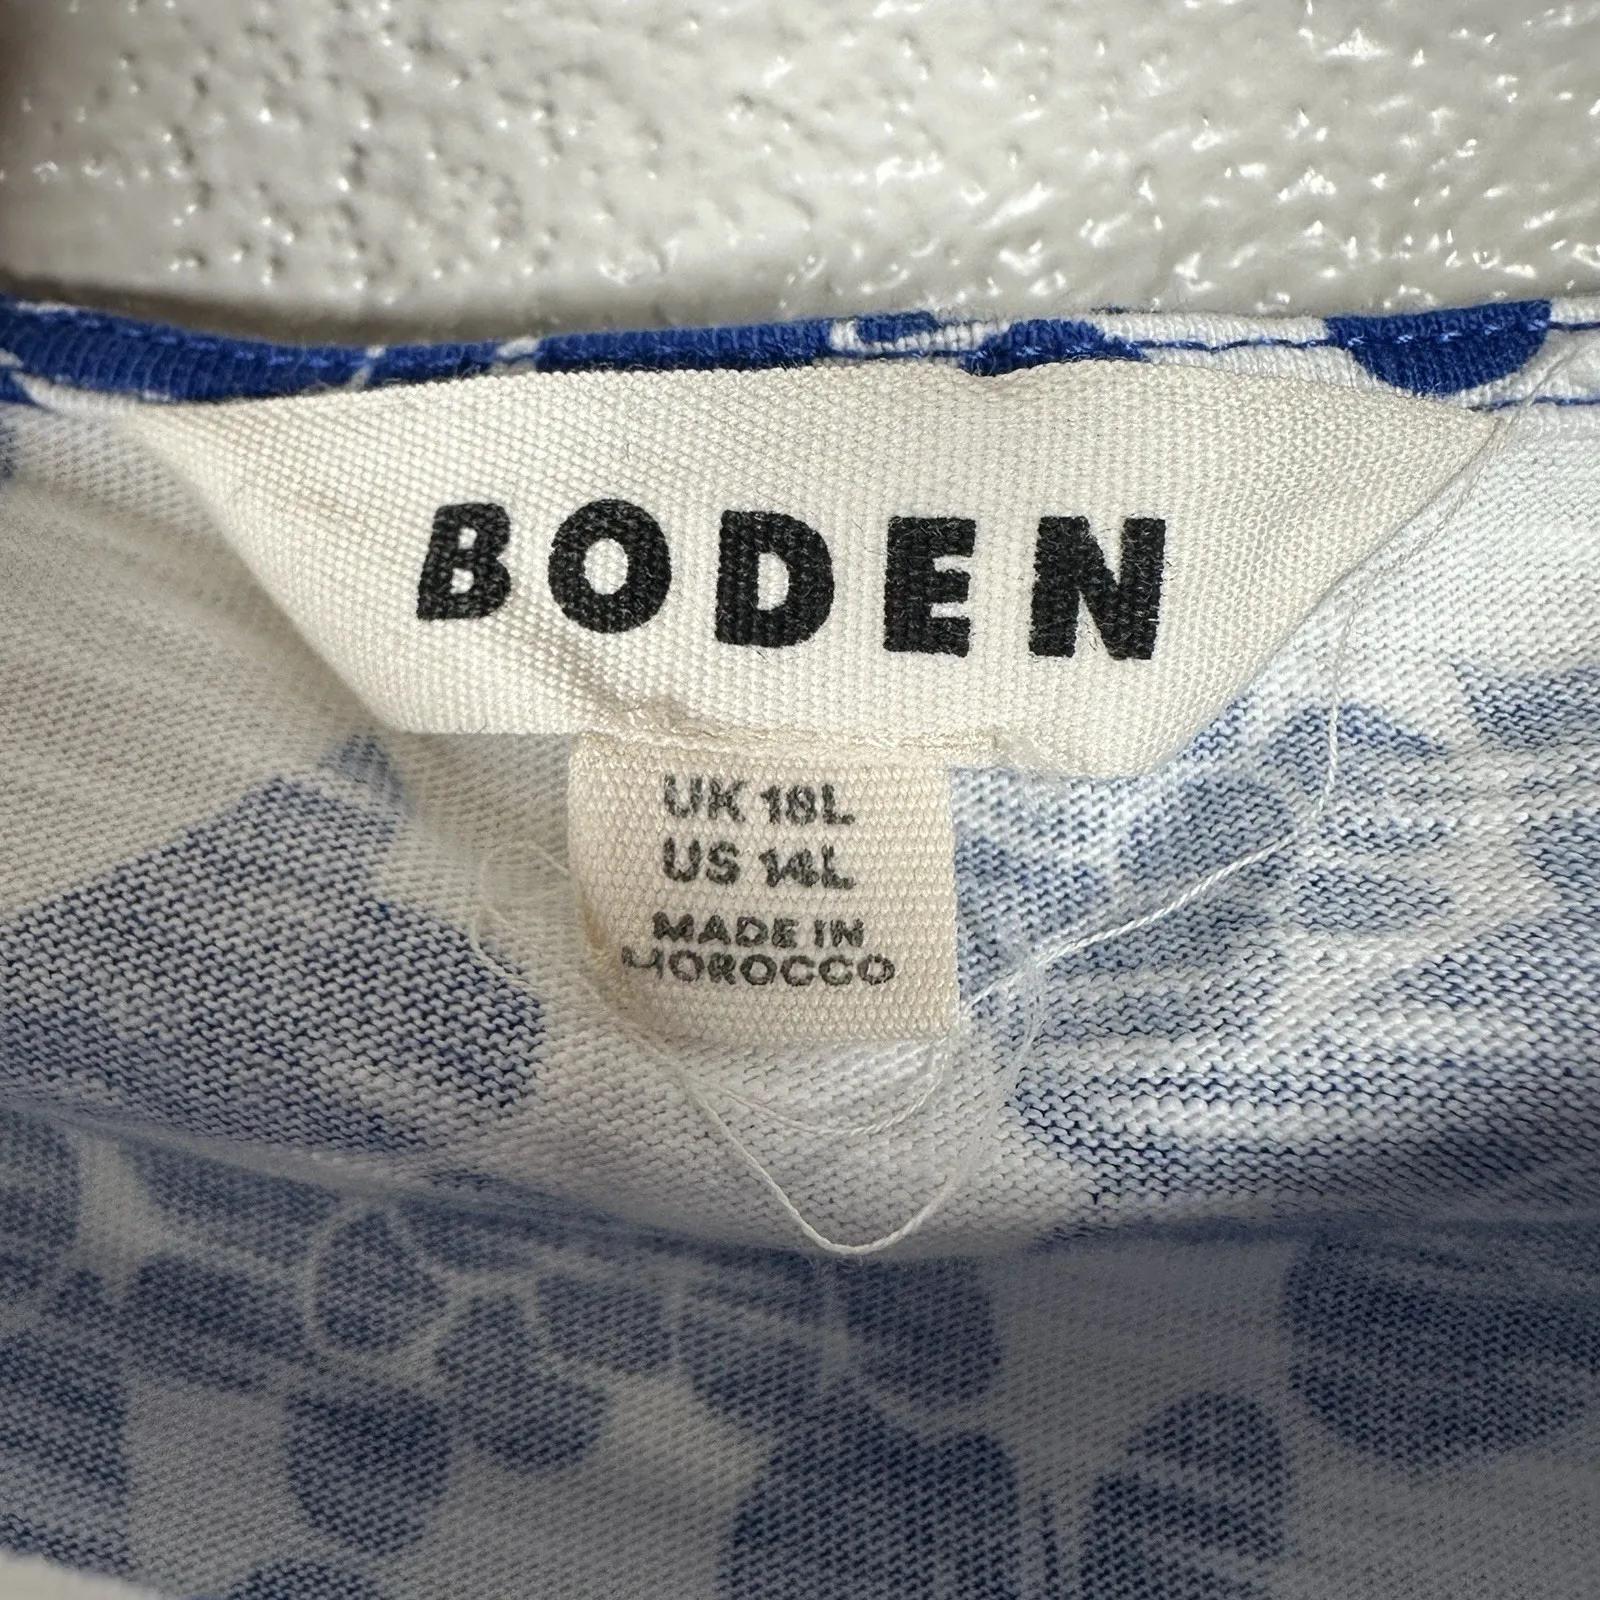 BODEN
UK 18L
US 14L
MADE IN
MOROCCO